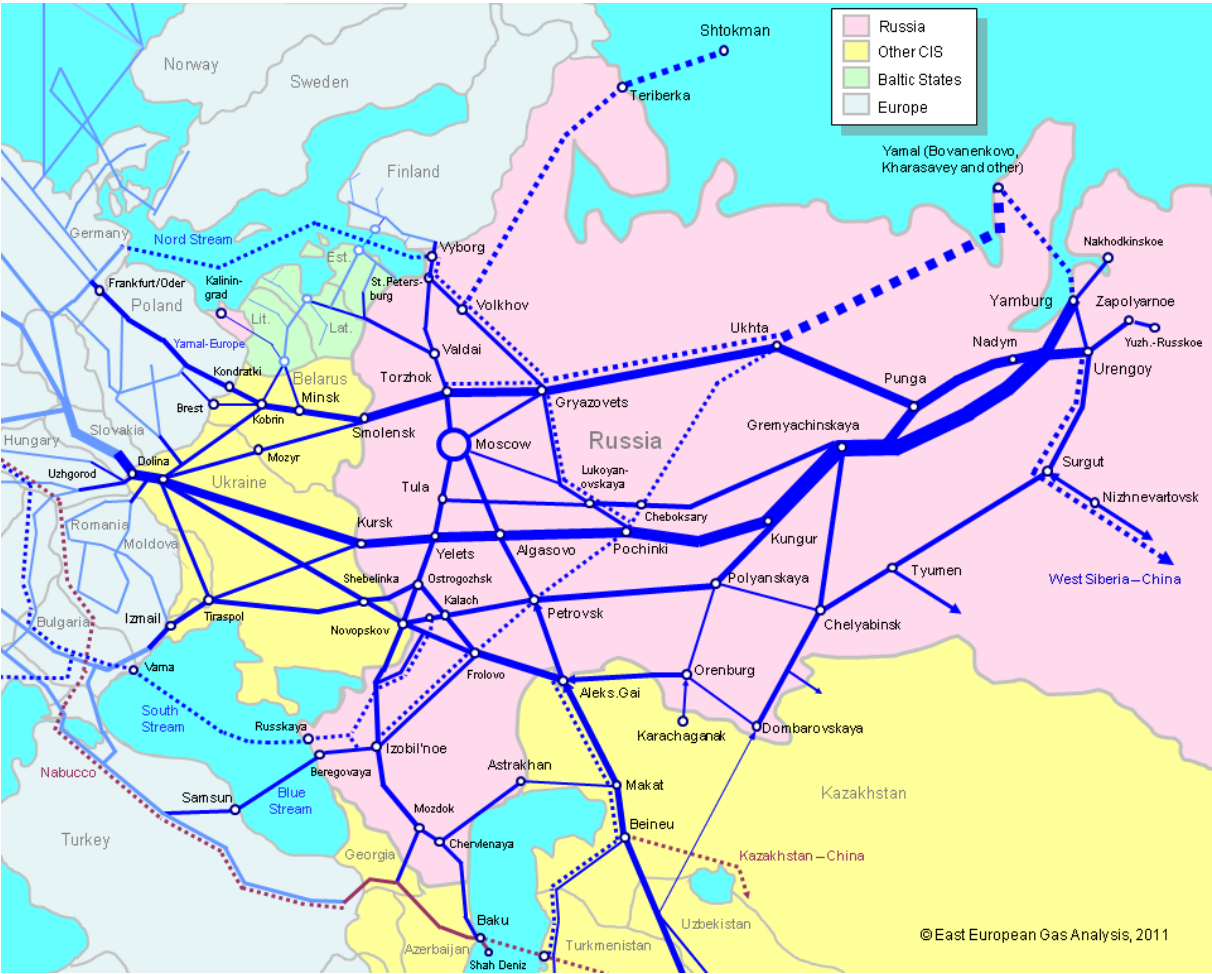 Shtokman
Russia
Other CIS
Baltic States
Europe
Norway
Sweden
Teriberka
Yamal (Bovanenkovo,
Kharasavey and other)
Finland
Germany
Nord Stream
Vyborg
Nakhodkinskoe
Est.
St. Peters-
burg
Frankfurt/Oder
Kalinin-
grad
Poland
Volkhov
Yamburg
Zapolyarnoe
Lit.
Lat.
Ukhta
Nadym
Yuzh.-Russkoe
Yamal-Europe
Valdai
Urengoy
Kondratki
Belarus
Torzhok
Punga
Brest
Minsk
Gryazovets
Kobrin
Smolensk
Gremyachinskaya
Hungary
Slovakia
Moscow
Russia
Dolina
Mozyr
Lukoyan-
ovskaya
Surgut
Uzhgorod
Ukraine
Tula
Nizhnevartovsk
Cheboksary
Romania
Kursk
Moldova
Yelets
Algasovo
Pochinki
Kungur
Shebelinka
Ostrogozhsk
Polyanskaya
Tyumen
West Siberia–China
Kalach
Izmail
Tiraspol
Novopskov
Petrovsk
Chelyabinsk
Bulgaria
Varna
Frolovo
Orenburg
Aleks.Gai
South
Stream
Russkaya
Karachaganak
Dombarovskaya
Izobil'noe
Nabucco
Beregovaya
Astrakhan
Samsun
Blue
Stream
Makat
Kazakhstan
Mozdok
Beineu
Turkey
Chervlenaya
Georgia
Kazakhstan–China
Baku
Uzbekistan
©East European Gas Analysis, 2011
Azerbaijan
Turkmenistan
Shah Deniz